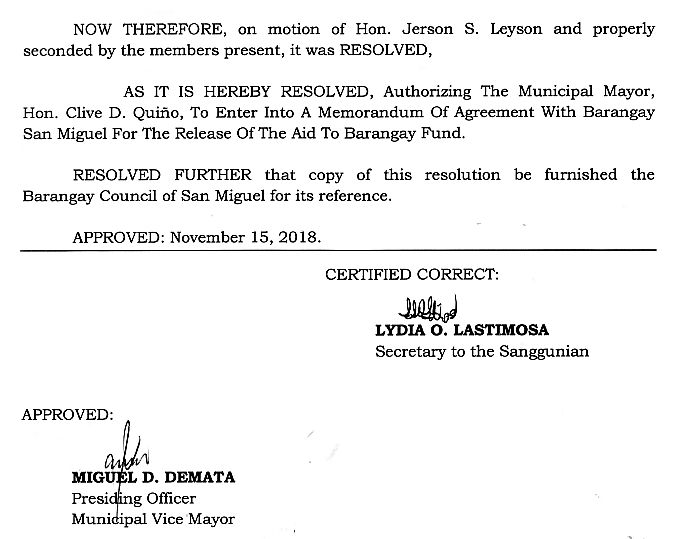 NOW THEREFORE, on motion of Hon. Jerson S. Leyson and properly
seconded by the members present, it was RESOLVED,
AS IT IS HEREBY RESOLVED, Authorizing The Municipal Mayor,
Hon. Clive D. Quiño, To Enter Into A Memorandum Of Agreement With Barangay
San Miguel For The Release Of The Aid To Barangay Fund.
RESOLVED FURTHER that copy of this resolution be furnished the
Barangay Council of San Miguel for its reference.
APPROVED: November 15, 2018.
CERTIFIED CORRECT:
LYDIA O. LASTIMOSA
Secretary to the Sanggunian
APPROVED:
MIGUEL D. DEMATA
Presiding Officer
Municipal Vice Mayor